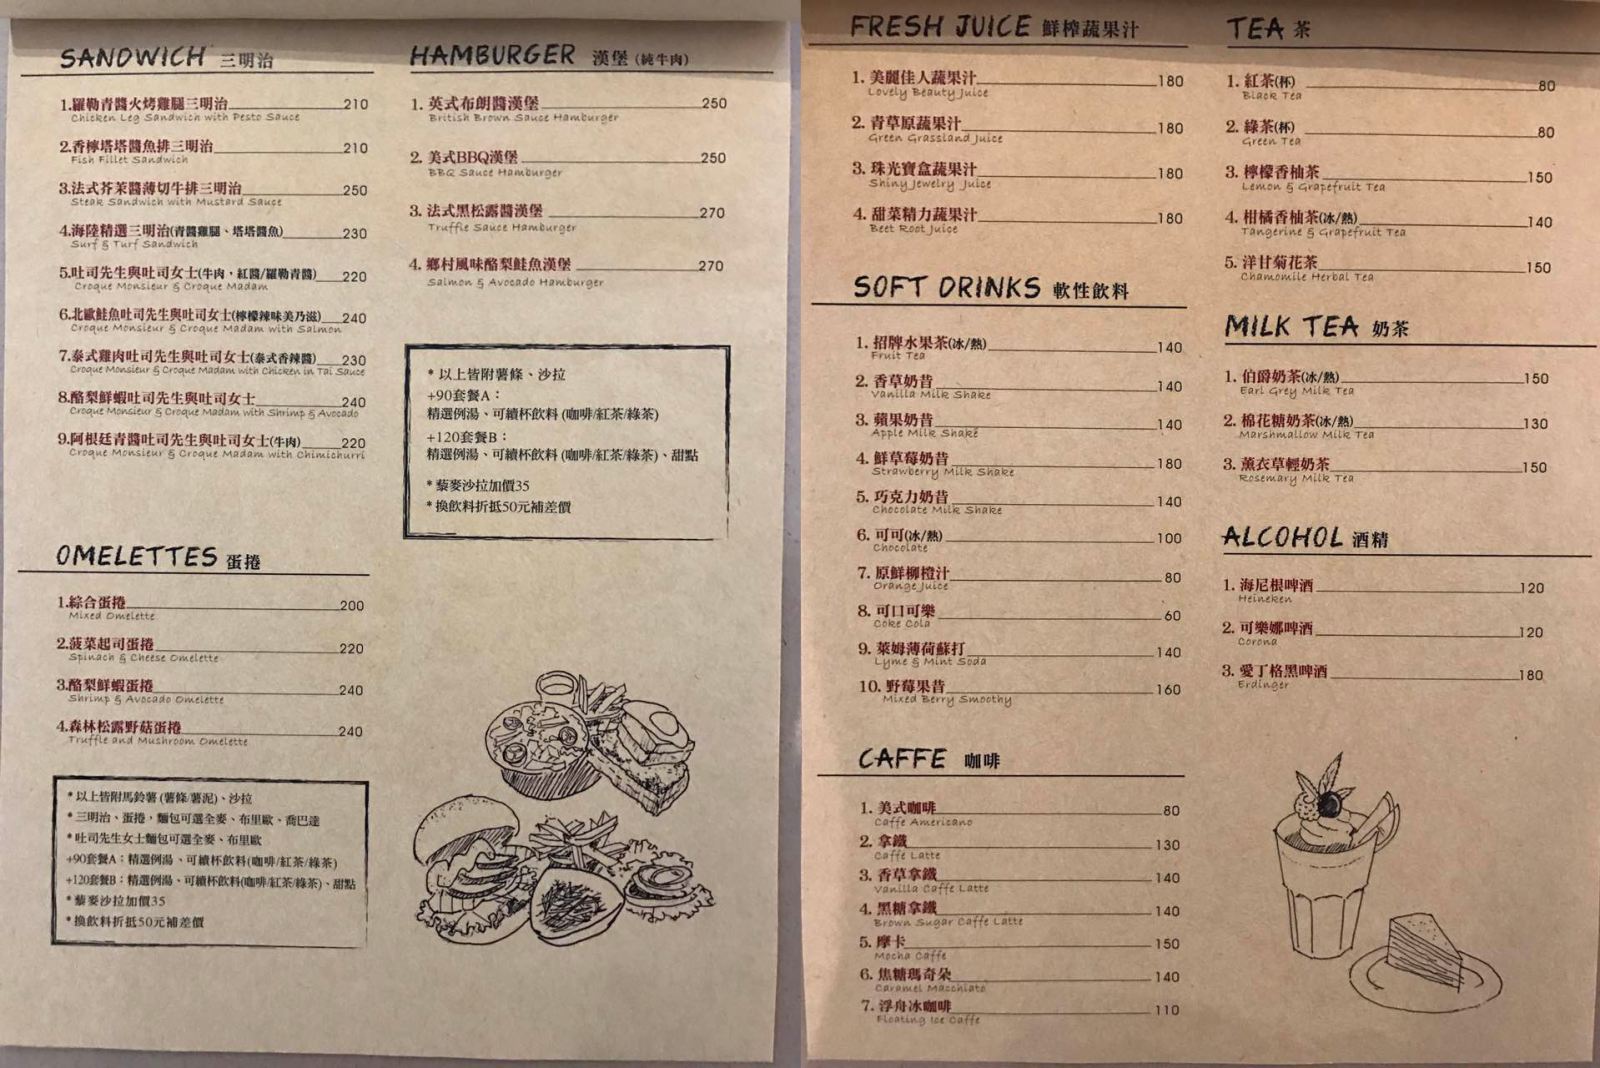 SANDWICH 三明治
1.羅勒青醬火烤雞腿三明治 210
Chicken Leg Sandwich with Pesto Sauce
2.香檸塔塔醬魚排三明治 210
Fish Fillet Sandwich
3.法式芥茉醬薄切牛排三明治 250
Steak Sandwich with Mustard Sauce
4.海陸精選三明治(青醬雞腿、塔塔醬魚) 230
Surf & Turf Sandwich
5.吐司先生與吐司女士(牛肉，紅醬/羅勒青醬) 220
Croque Monsieur & Croque Madam
6.北歐鮭魚吐司先生與吐司女士(檸檬辣味美乃滋) 240
Croque Monsieur & Croque Madam with Salmon
7.泰式雞肉吐司先生與吐司女士(泰式香辣醬) 230
Croque Monsieur & Croque Madam with Chicken in Tai Sauce
8.酪梨鮮蝦吐司先生與吐司女士 240
Croque Monsieur & Croque Madam with Shrimp & Avocado
9.阿根廷青醬吐司先生與吐司女士(牛肉) 220
Croque Monsieur & Croque Madam with Chimichurri
OMELETTES 蛋捲
1.綜合蛋捲 200
Mixed Omelette
2.菠菜起司蛋捲 220
Spinach & Cheese Omelette
3.酪梨鮮蝦蛋捲 240
Shrimp & Avocado Omelette
4.森林松露野菇蛋捲 240
Truffle and Mushroom Omelette
*以上皆附馬鈴薯(薯條/薯泥)、沙拉
*三明治、蛋捲，麵包可選全麥、布里歐、喬巴達
*吐司先生女士麵包可選全麥、布里歐
+90套餐A：精選例湯、可續杯飲料(咖啡/紅茶/綠茶)
+120套餐B：精選例湯、可續杯飲料(咖啡/紅茶/綠茶)、甜點
*藜麥沙拉加價35
*換飲料折抵50元補差價
HAMBURGER 漢堡 (純牛肉)
1. 英式布朗醬漢堡 250
British Brown Sauce Hamburger
2. 美式BBQ漢堡 250
BBQ Sauce Hamburger
3. 法式黑松露醬漢堡 270
Truffle Sauce Hamburger
4. 鄉村風味酪梨鮭魚漢堡 270
Salmon & Avocado Hamburger
*以上皆附薯條、沙拉
+90套餐A：
精選例湯、可續杯飲料 (咖啡/紅茶/綠茶)
+120套餐B：
精選例湯、可續杯飲料 (咖啡/紅茶/綠茶)、甜點
*藜麥沙拉加價35
*換飲料折抵50元補差價
FRESH JUICE 鮮榨蔬果汁
1. 美麗佳人蔬果汁 180
Lovely Beauty Juice
2. 青草原蔬果汁 180
Green Grassland Juice
3. 珠光寶盒蔬果汁 180
Shiny Jewelry Juice
4. 甜菜精力蔬果汁 180
Beet Root Juice
SOFT DRINKS 軟性飲料
1. 招牌水果茶(冰/熱) 140
Fruit Tea
2. 香草奶昔 140
Vanilla Milk Shake
3. 蘋果奶昔 140
Apple Milk Shake
4. 鮮草莓奶昔 180
Strawberry Milk Shake
5. 巧克力奶昔 140
Chocolate Milk Shake
6. 可可(冰/熱) 100
Chocolate
7. 原鮮柳橙汁 80
Orange Juice
8. 可口可樂 60
Coke Cola
9. 萊姆薄荷蘇打 140
Lyme & Mint Soda
10. 野莓果昔 160
Mixed Berry Smoothy
CAFFE 咖啡
1. 美式咖啡 80
Caffe Americano
2. 拿鐵 130
Caffe Latte
3. 香草拿鐵 140
Vanilla Caffe Latte
4. 黑糖拿鐵 140
Brown Sugar Caffe Latte
5. 摩卡 150
Mocha Caffe
6. 焦糖瑪奇朵 140
Caramel Macchiato
7. 浮舟冰咖啡 110
Floating Ice Caffe
TEA 茶
1. 紅茶(杯) 80
Black Tea
2. 綠茶(杯) 80
Green Tea
3. 檸檬香柚茶 150
Lemon & Grapefruit Tea
4. 柑橘香柚茶(冰/熱) 140
Tangerine & Grapefruit Tea
5. 洋甘菊花茶 150
Chamomile Herbal Tea
MILK TEA 奶茶
1. 伯爵奶茶(冰/熱) 150
Earl Grey Milk Tea
2. 棉花糖奶茶(冰/熱) 130
Marshmallow Milk Tea
3. 薰衣草輕奶茶 150
Rosemary Milk Tea
ALCOHOL 酒精
1. 海尼根啤酒 120
Heineken
2. 可樂娜啤酒 120
Corona
3. 愛丁格黑啤酒 180
Erdinger